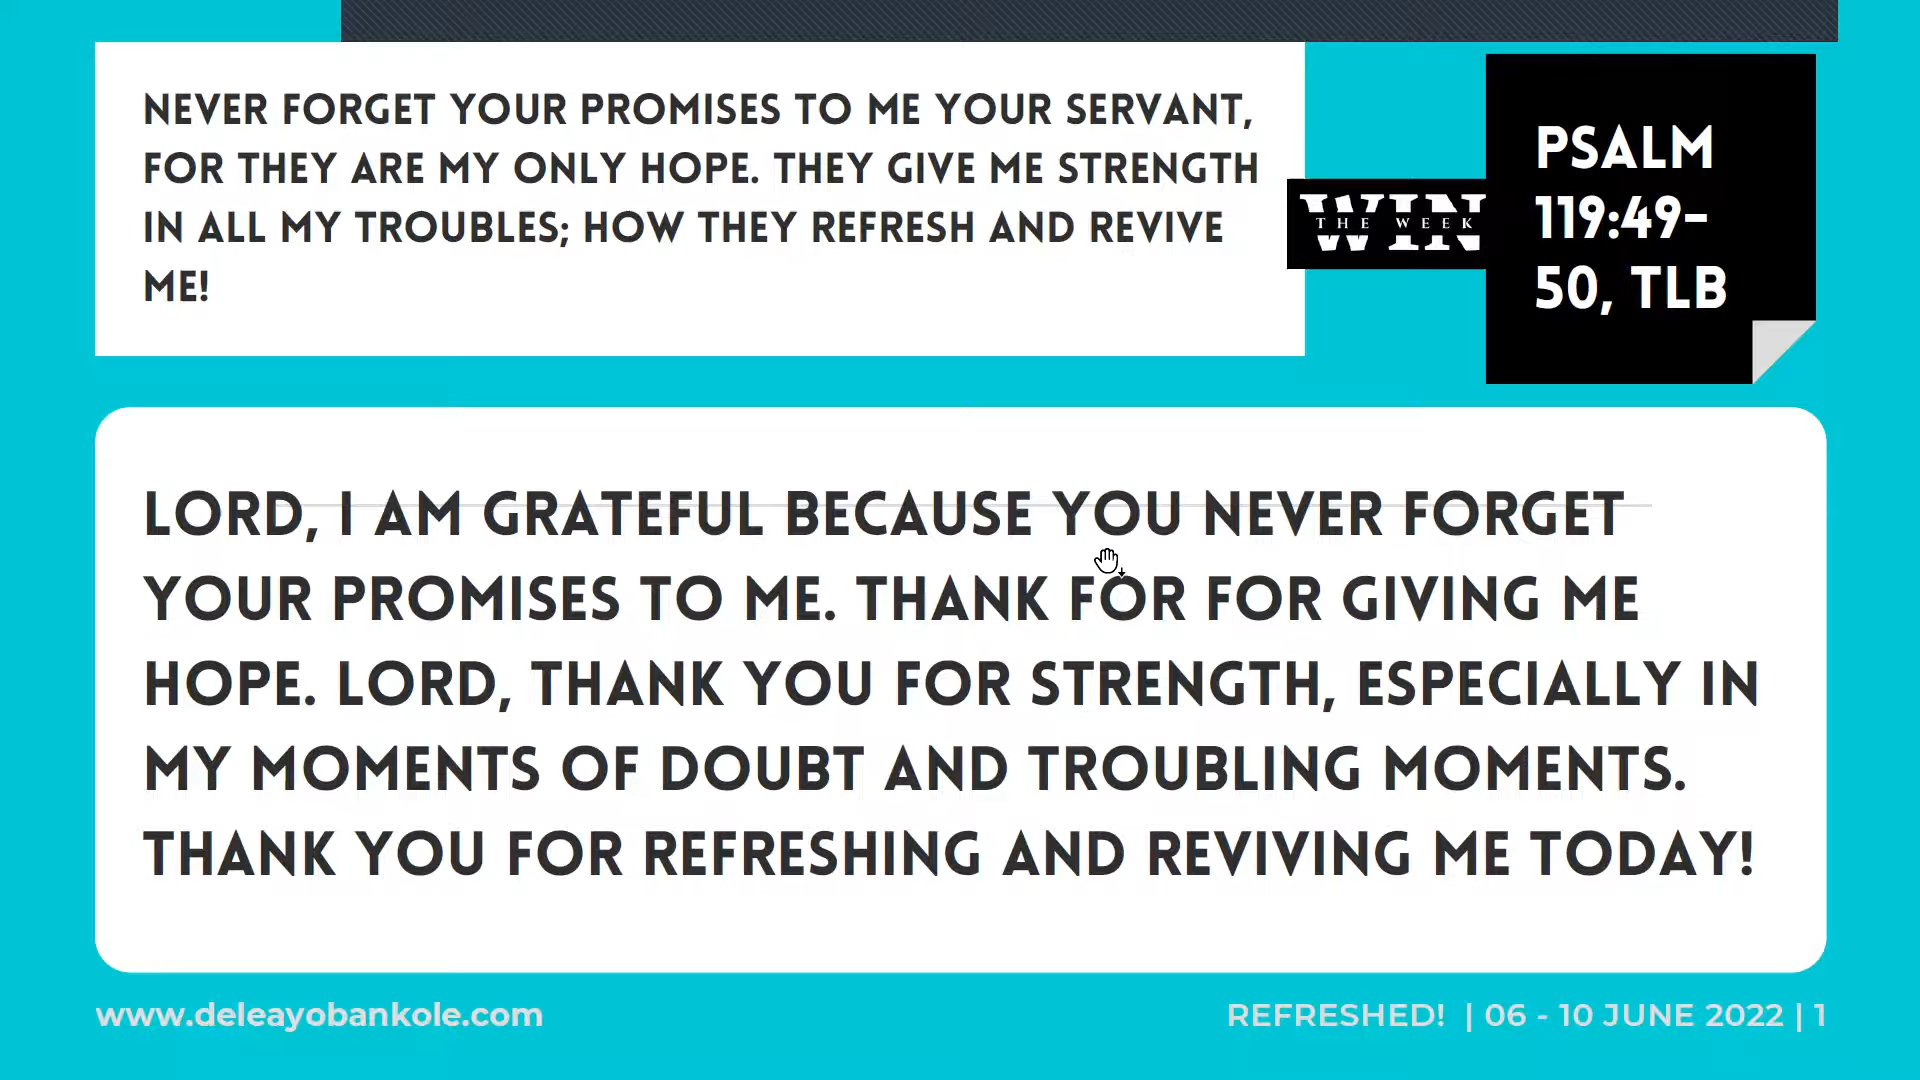 NEVER FORGET YOUR PROMISES TO ME YOUR SERVANT,
FOR THEY ARE MY ONLY HOPE. THEY GIVE ME STRENGTH
IN ALL MY TROUBLES; HOW THEY REFRESH AND REVIVE
ME!
WIN
THE WEEK
PSALM
119:49-
50, TLB
LORD, I AM GRATEFUL BECAUSE YOU NEVER FORGET
YOUR PROMISES TO ME. THANK FOR FOR GIVING ME
HOPE. LORD, THANK YOU FOR STRENGTH, ESPECIALLY IN
MY MOMENTS OF DOUBT AND TROUBLING MOMENTS.
THANK YOU FOR REFRESHING AND REVIVING ME TODAY!
www.deleayobankole.com
REFRESHED! | 06 - 10 JUNE 2022 | 1